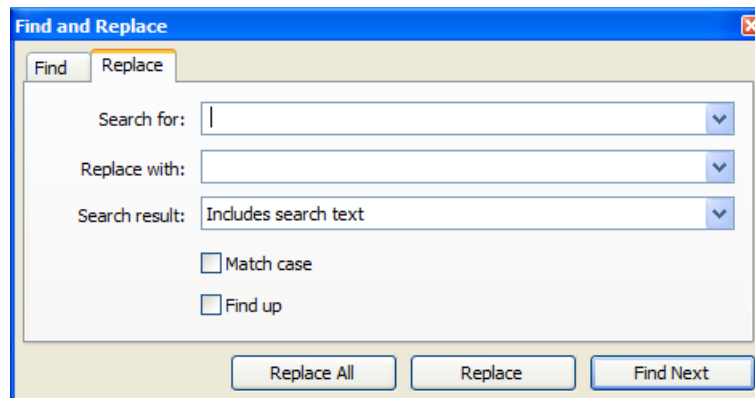 Find and Replace
Find Replace
Search for:
Replace with:
Search result: Includes search text
Match case
Find up
Replace All Replace Find Next